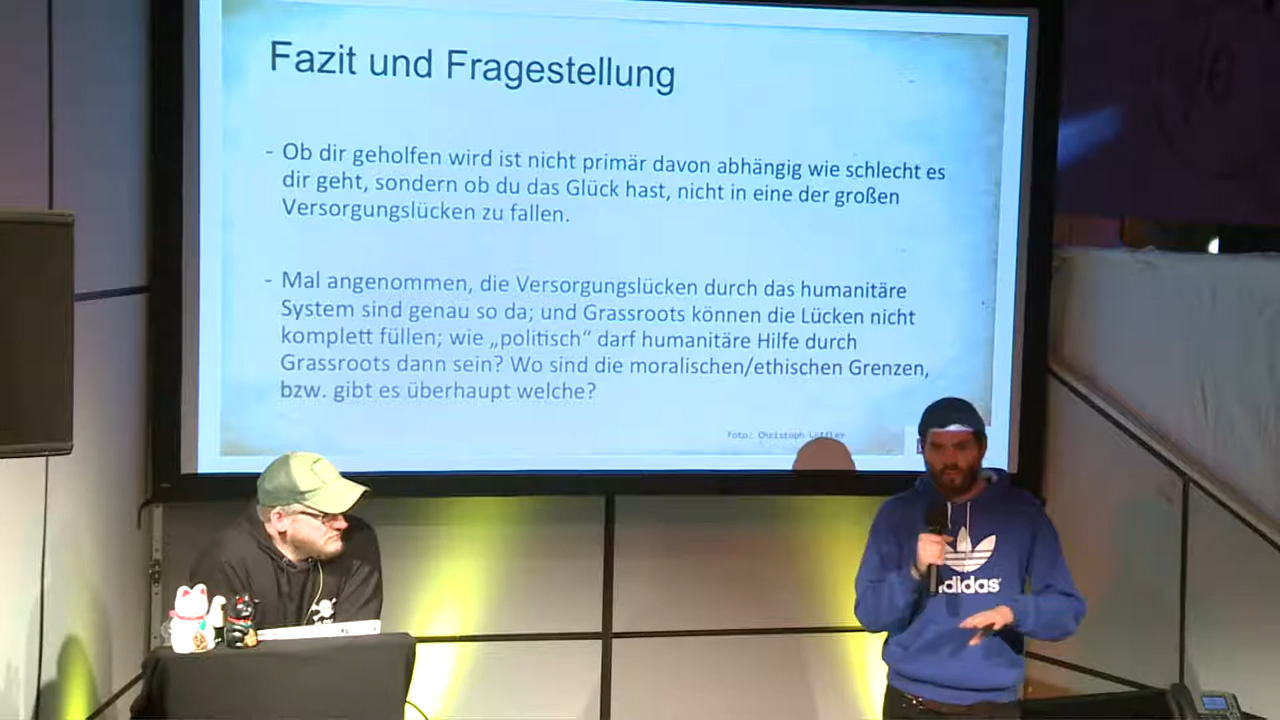 Fazit und Fragestellung
- Ob dir geholfen wird ist nicht primär davon abhängig wie schlecht es
dir geht, sondern ob du das Glück hast, nicht in eine der großen
Versorgungslücken zu fallen.
- Mal angenommen, die Versorgungslücken durch das humanitäre
System sind genau so da; und Grassroots können die Lücken nicht
komplett füllen; wie „politisch“ darf humanitäre Hilfe durch
Grassroots dann sein? Wo sind die moralischen/ethischen Grenzen,
bzw. gibt es überhaupt welche?
Foto: Christoph Löffler
adidas